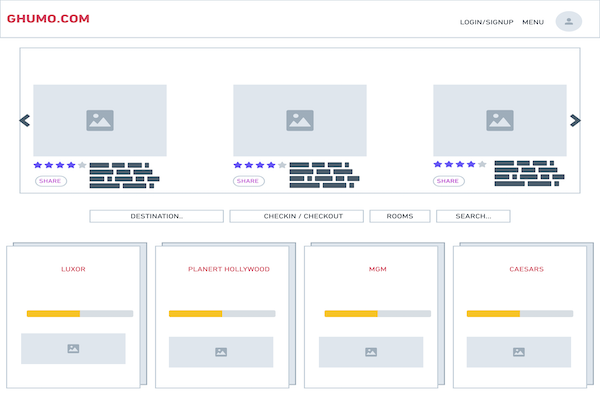 GHUMO.COM
LOGIN/SIGNUP MENU
SHARE SHARE SHARE
DESTINATION.. CHECKIN / CHECKOUT ROOMS SEARCH...
LUXOR PLANERT HOLLYWOOD MGM CAESARS